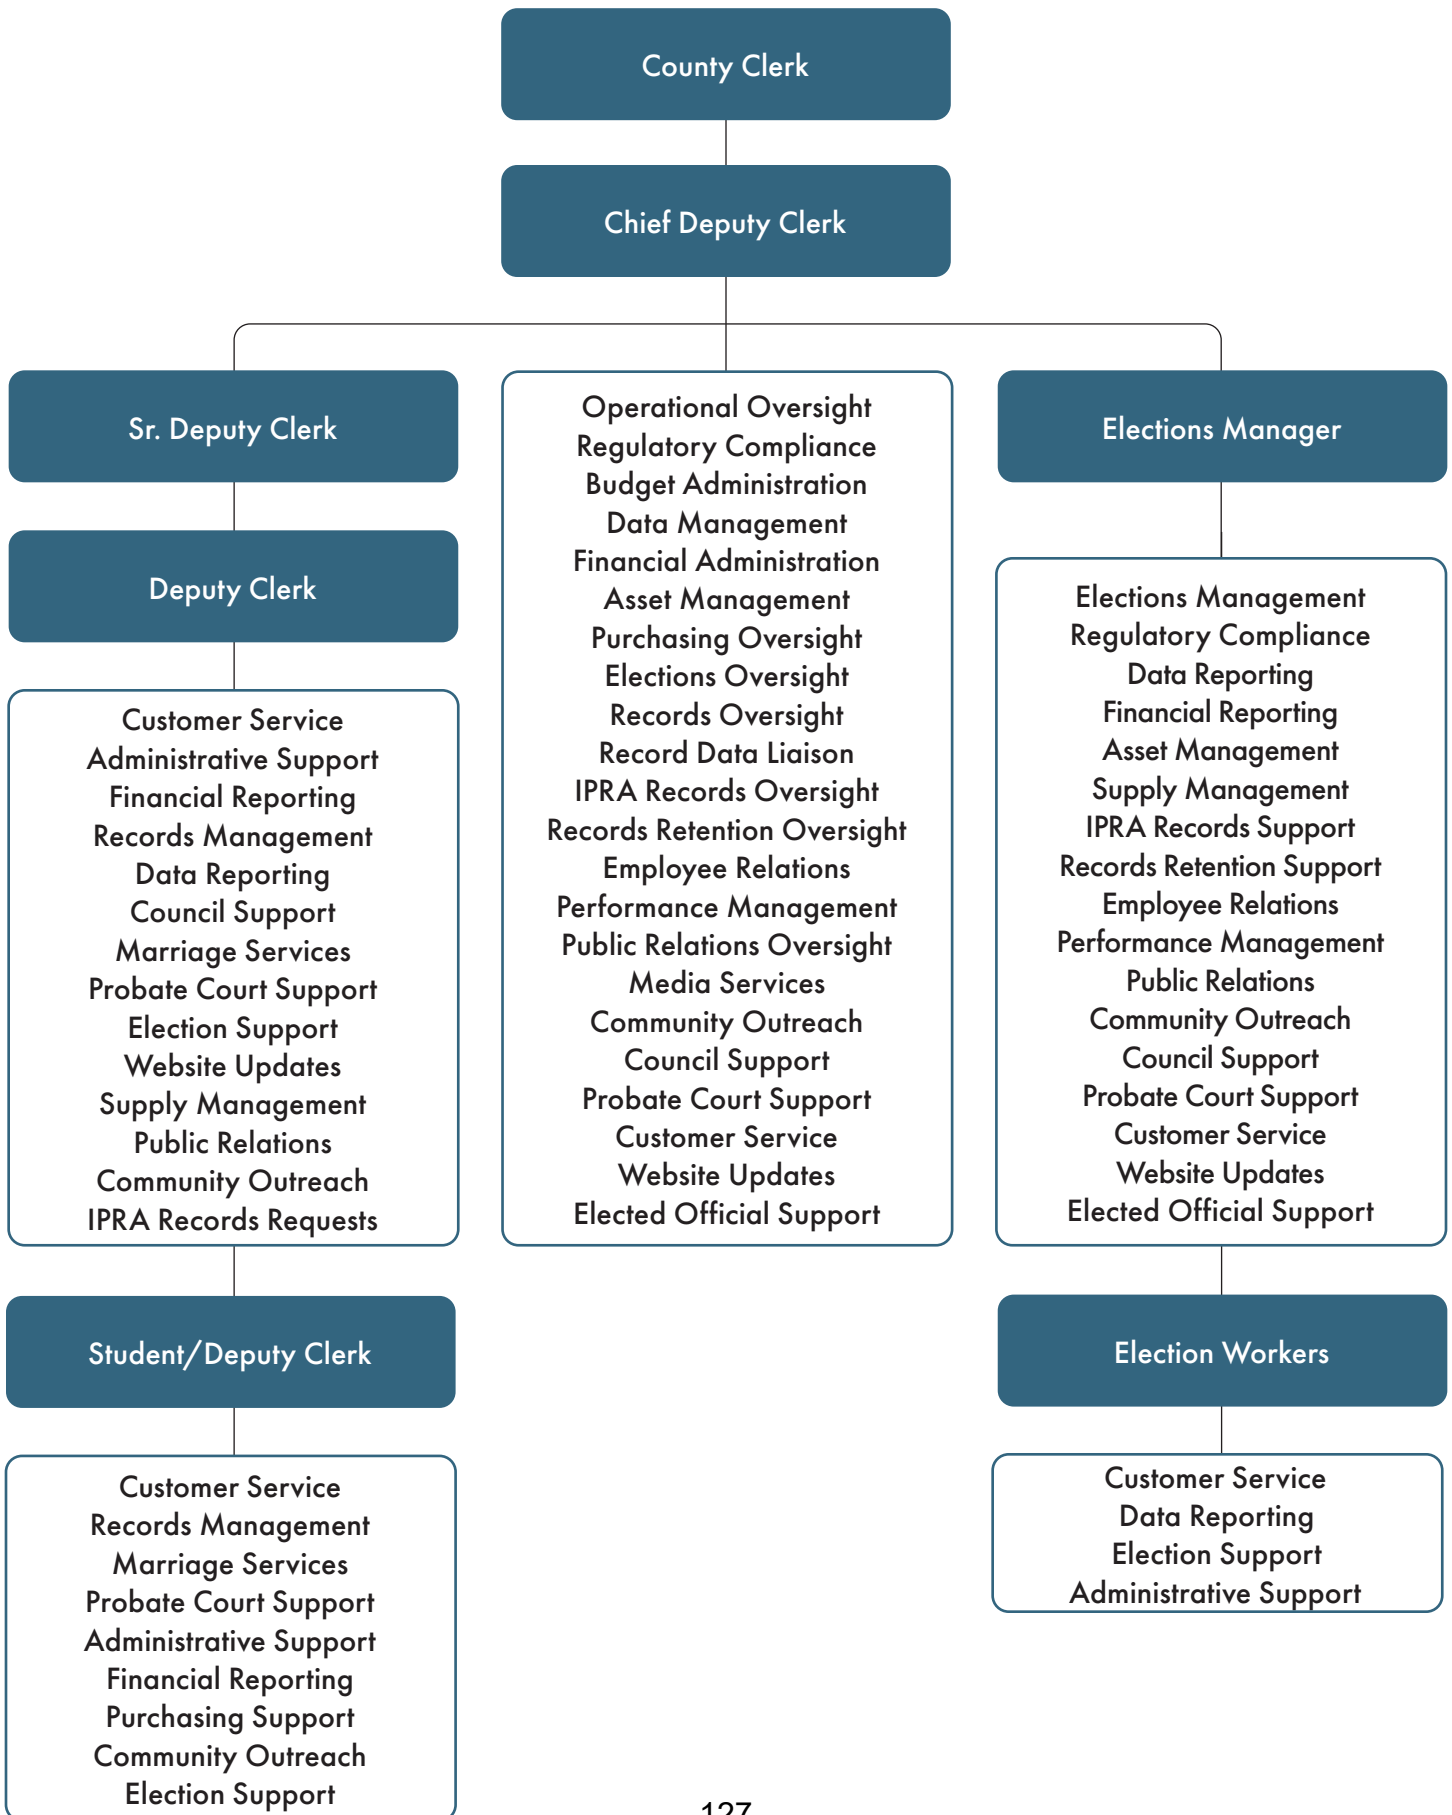 County Clerk
Chief Deputy Clerk
Sr. Deputy Clerk
Deputy Clerk
Customer Service
Administrative Support
Financial Reporting
Records Management
Data Reporting
Council Support
Marriage Services
Probate Court Support
Election Support
Website Updates
Supply Management
Public Relations
Community Outreach
IPRA Records Requests
Student/Deputy Clerk
Customer Service
Records Management
Marriage Services
Probate Court Support
Administrative Support
Financial Reporting
Purchasing Support
Community Outreach
Election Support
Operational Oversight
Regulatory Compliance
Budget Administration
Data Management
Financial Administration
Asset Management
Purchasing Oversight
Elections Oversight
Records Oversight
Record Data Liaison
IPRA Records Oversight
Records Retention Oversight
Employee Relations
Performance Management
Public Relations Oversight
Media Services
Community Outreach
Council Support
Probate Court Support
Customer Service
Website Updates
Elected Official Support
Elections Manager
Elections Management
Regulatory Compliance
Data Reporting
Financial Reporting
Asset Management
Supply Management
IPRA Records Support
Records Retention Support
Employee Relations
Performance Management
Public Relations
Community Outreach
Council Support
Probate Court Support
Customer Service
Website Updates
Elected Official Support
Election Workers
Customer Service
Data Reporting
Election Support
Administrative Support
127